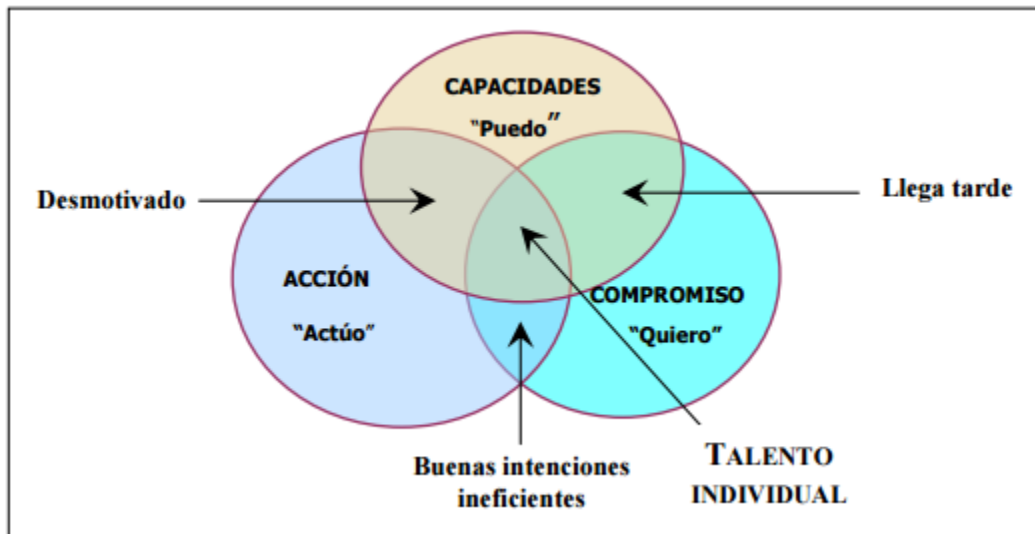 CAPACIDADES
"Puedo"
Desmotivado
Llega tarde
ACCIÓN
"Actúo"
COMPROMISO
"Quiero"
Buenas intenciones
ineficientes
TALENTO
INDIVIDUAL